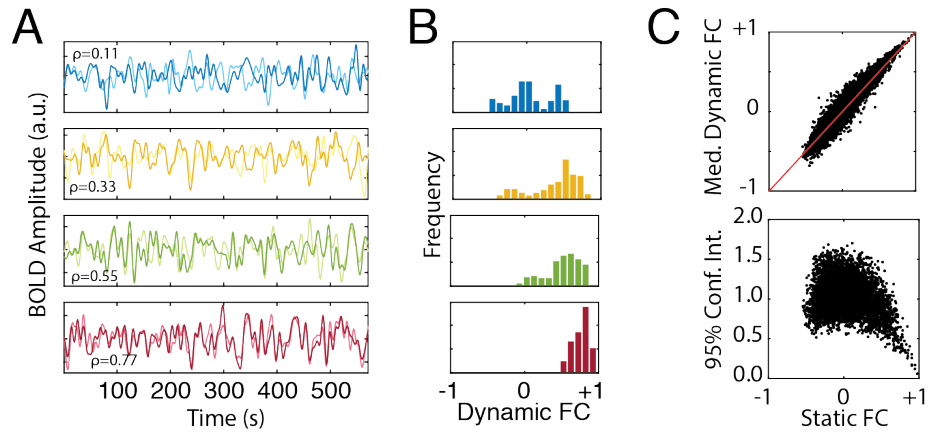 A
BOLD Amplitude (a.u.)
ρ=0.11
ρ=0.33
ρ=0.55
ρ=0.77
100 200 300 400 500
Time (s)
B
Frequency
-1 0 +1
Dynamic FC
C
Med. Dynamic FC
+1
0
-1
95% Conf. Int.
2.0
1.5
1.0
0.5
0.0
-1 0 +1
Static FC